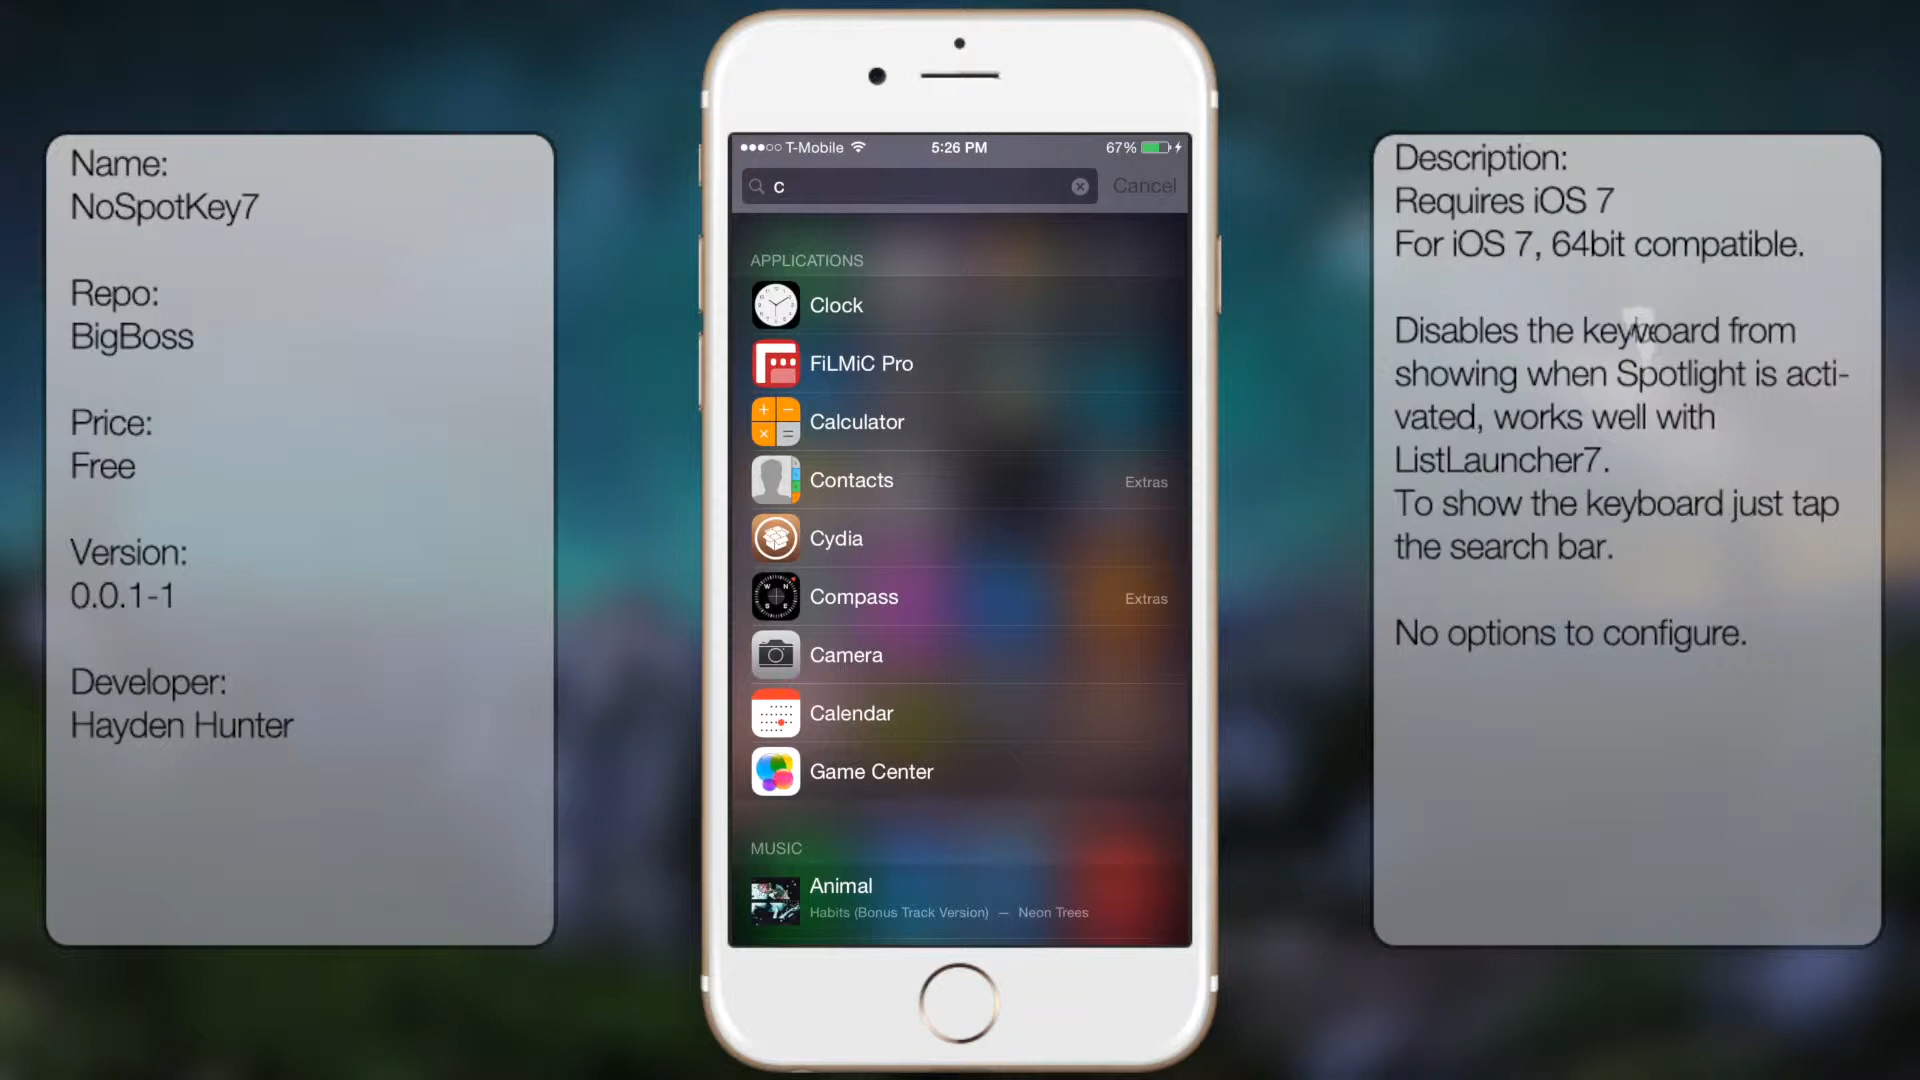 Name:
NoSpotKey7
Repo:
BigBoss
Price:
Free
Version:
0.0.1-1
Developer:
Hayden Hunter
T-Mobile 5:26 PM 67%
C Cancel
APPLICATIONS
Clock
FiLMiC Pro
Calculator
Contacts Extras
Cydia
Compass Extras
Camera
Calendar
Game Center
MUSIC
Animal
Habits (Bonus Track Version) — Neon Trees
Description:
Requires iOS 7
For iOS 7, 64bit compatible.
Disables the keyboard from
showing when Spotlight is acti-
vated, works well with
ListLauncher7.
To show the keyboard just tap
the search bar.
No options to configure.